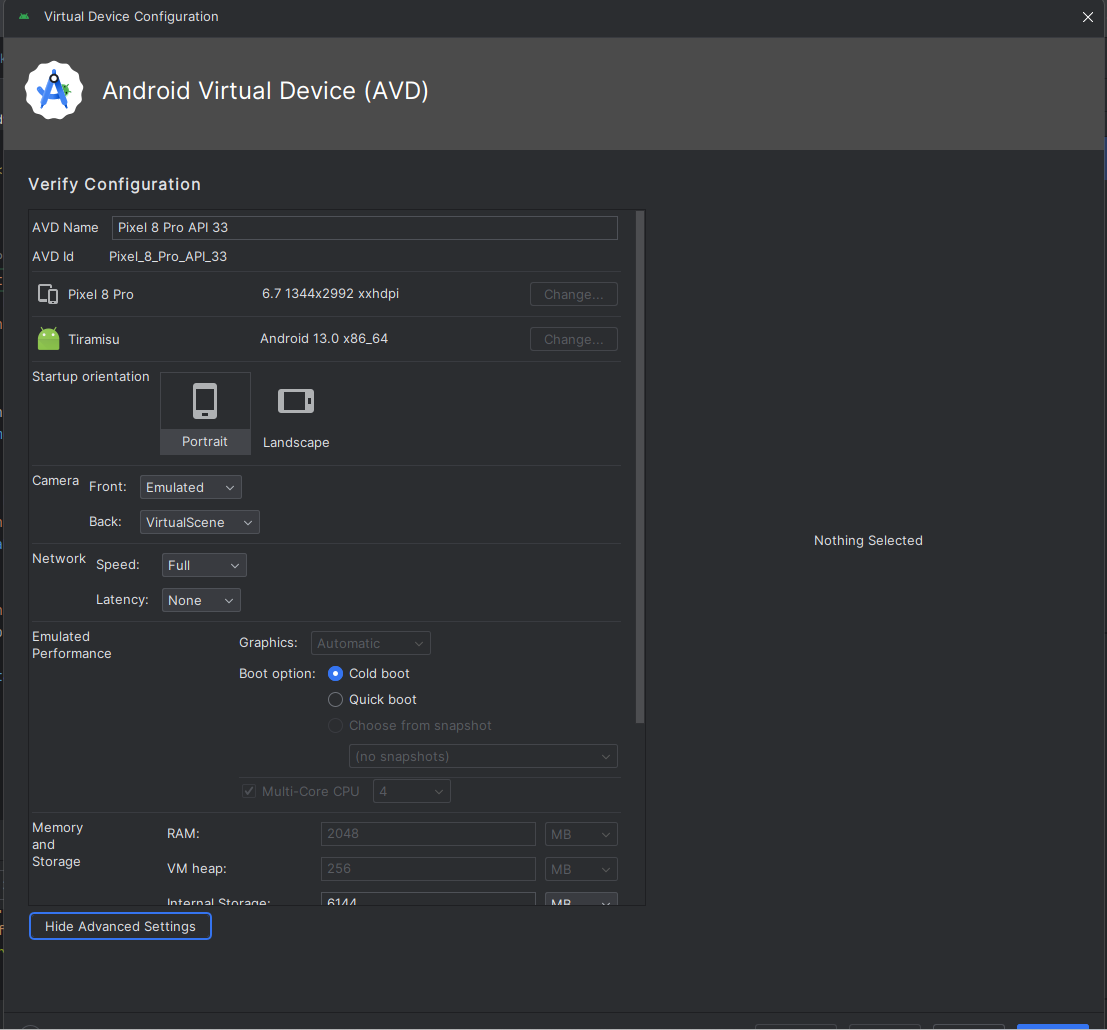 Virtual Device Configuration
Android Virtual Device (AVD)
Verify Configuration
AVD Name Pixel 8 Pro API 33
AVD Id Pixel_8_Pro_API_33
Pixel 8 Pro 6.7 1344x2992 xxhdpi Change...
Tiramisu Android 13.0 x86_64 Change...
Startup orientation
Portrait
Landscape
Camera Front: Emulated
Back: VirtualScene
Network Speed: Full
Latency: None
Emulated
Performance
Graphics: Automatic
Boot option: Cold boot
Quick boot
Choose from snapshot
(no snapshots)
Multi-Core CPU 4
Memory
and
Storage
RAM: 2048 MB
VM heap: 256 MB
Internal Storage: 6144 MB
Hide Advanced Settings
Nothing Selected